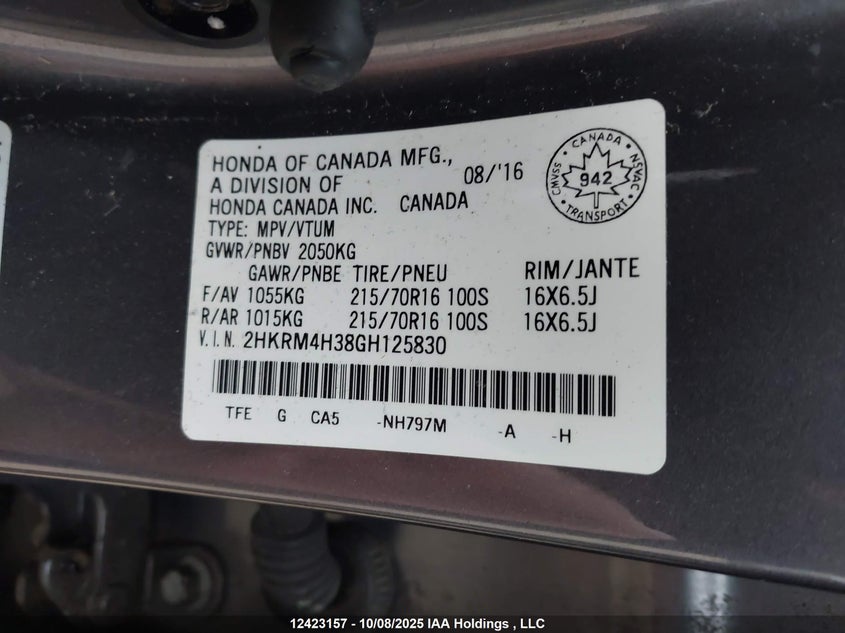 HONDA OF CANADA MFG.,
A DIVISION OF
08/'16
HONDA CANADA INC. CANADA
TYPE: MPV/VTUM
GVWR/PNBV 2050KG
GAWR/PNBE TIRE/PNEU RIM/JANTE
F/AV 1055KG 215/70R16 100S 16X6.5J
R/AR 1015KG 215/70R16 100S 16X6.5J
V.I.N. 2HKRM4H38GH125830
TFE G CA5 -NH797M -A -H
CANADA
CMVSS
942
NSVAC
TRANSPORT
12423157 - 10/08/2025 IAA Holdings , LLC